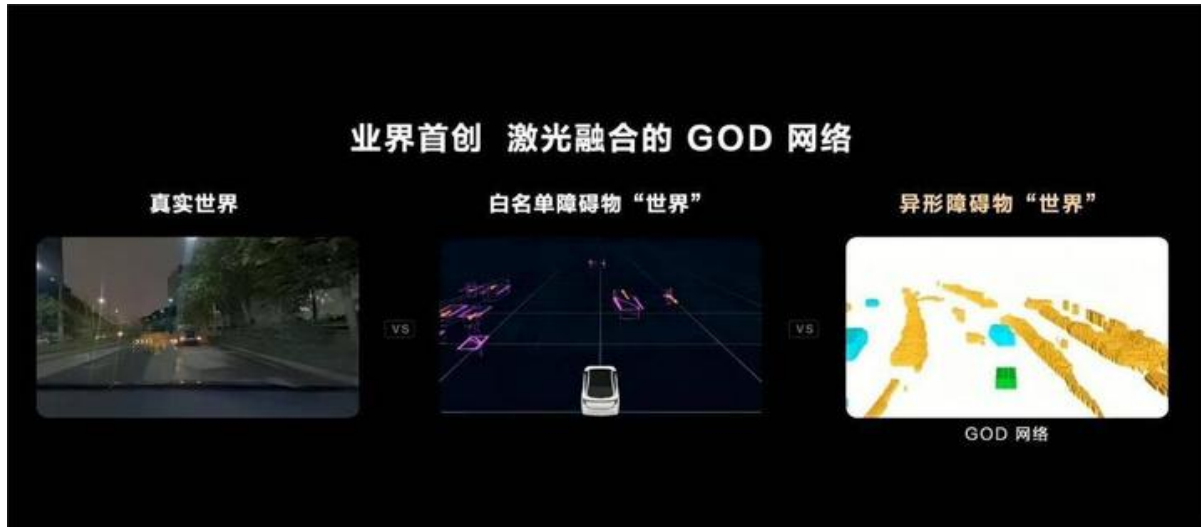 业界首创 激光融合的 GOD 网络
真实世界
白名单障碍物“世界”
异形障碍物“世界”
VS
VS
GOD 网络